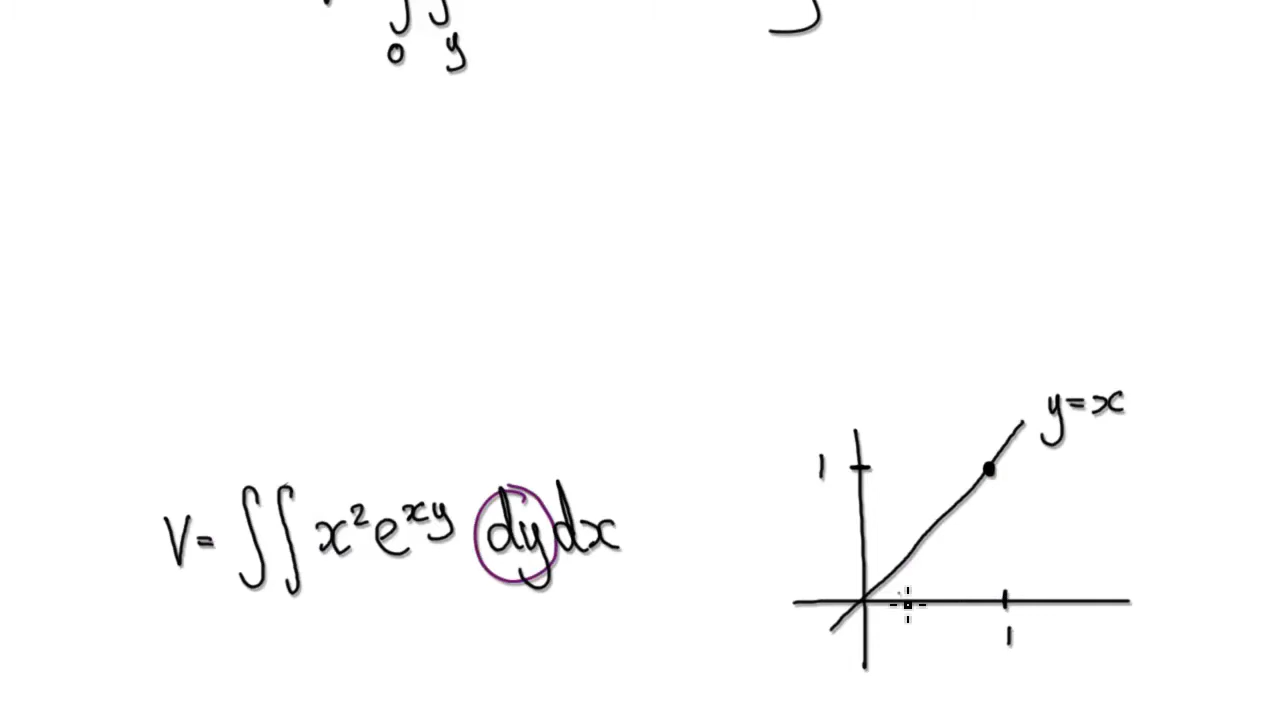 0 y
y=x
1
V= ∫∫ x²e^{xy} dy dx
1